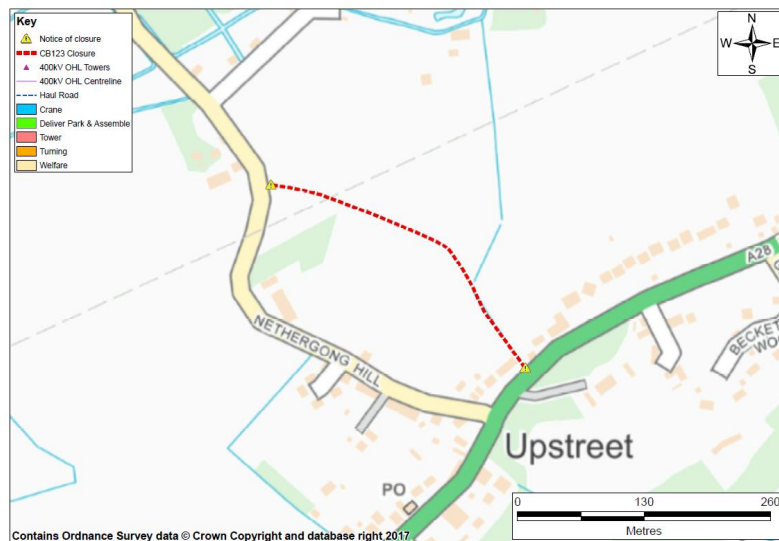 Key
Notice of closure
CB123 Closure
400kV OHL Towers
400kV OHL Centreline
Haul Road
Crane
Deliver Park & Assemble
Tower
Turning
Welfare
N
W E
S
A28
NETHERGONG HILL
BECKET
WOO
Upstreet
PO
0 130 260
Metres
Contains Ordnance Survey data © Crown Copyright and database right 2017